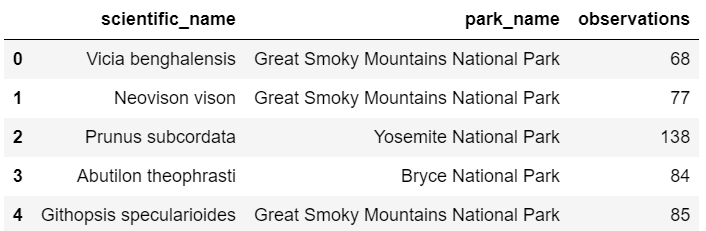 scientific_name park_name observations
0 Vicia benghalensis Great Smoky Mountains National Park 68
1 Neovison vison Great Smoky Mountains National Park 77
2 Prunus subcordata Yosemite National Park 138
3 Abutilon theophrasti Bryce National Park 84
4 Githopsis specularioides Great Smoky Mountains National Park 85